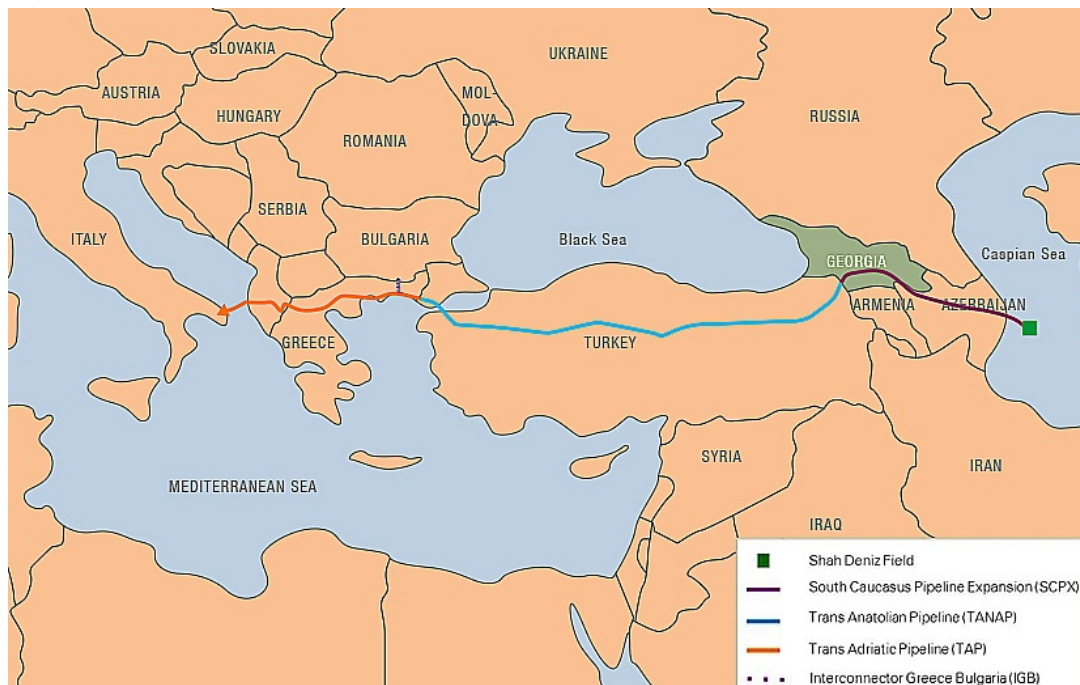 SLOVAKIA
UKRAINE
AUSTRIA
MOL-
DOVA
HUNGARY
RUSSIA
ROMANIA
SERBIA
ITALY
BULGARIA
Black Sea
Caspian Sea
GEORGIA
ARMENIA
AZERBAIJAN
GREECE
TURKEY
SYRIA
IRAN
MEDITERRANEAN SEA
IRAQ
Shah Deniz Field
South Caucasus Pipeline Expansion (SCPX)
Trans Anatolian Pipeline (TANAP)
Trans Adriatic Pipeline (TAP)
Interconnector Greece Bulgaria (IGB)